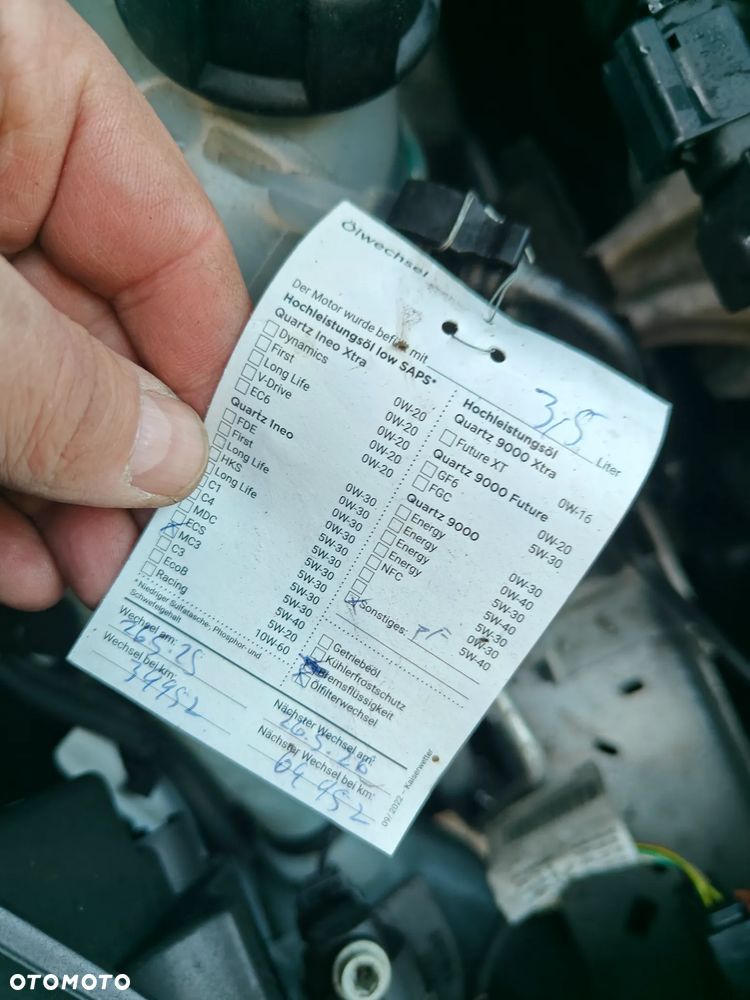 Ölwechsel
Der Motor wurde befüllt mit 3,5 Liter
Hochleistungsöl low SAPS*
Quartz Ineo Xtra
Dynamics 0W-20
First 0W-20
Long Life 0W-20
V-Drive 0W-20
EC6
Quartz Ineo
FDE 0W-30
First 0W-30
Long Life 0W-30
HKS 5W-30
Long Life 5W-30
C1 5W-30
C4 5W-30
MDC
ECS
MC3 5W-30
C3 5W-40
EcoB 5W-20
Racing 10W-60
*Niedriger Sulfatasche-, Phosphor- und
Schwefelgehalt
Hochleistungsöl
Quartz 9000 Xtra
Future XT 0W-16
Quartz 9000 Future
GF6 0W-20
FGC 5W-30
Quartz 9000
Energy 0W-30
Energy 0W-40
Energy 5W-30
Energy 5W-40
NFC 5W-30
0W-30
5W-40
Sonstiges:
Getriebeöl
Kühlerfrostschutz
Bremsflüssigkeit
Ölfilterwechsel
Wechsel am:
26.5.25
Wechsel bei km:
34952
Nächster Wechsel am:
26.5.26
Nächster Wechsel bei km:
64952
09/2022 – Kaiserwetter
OTOMOTO